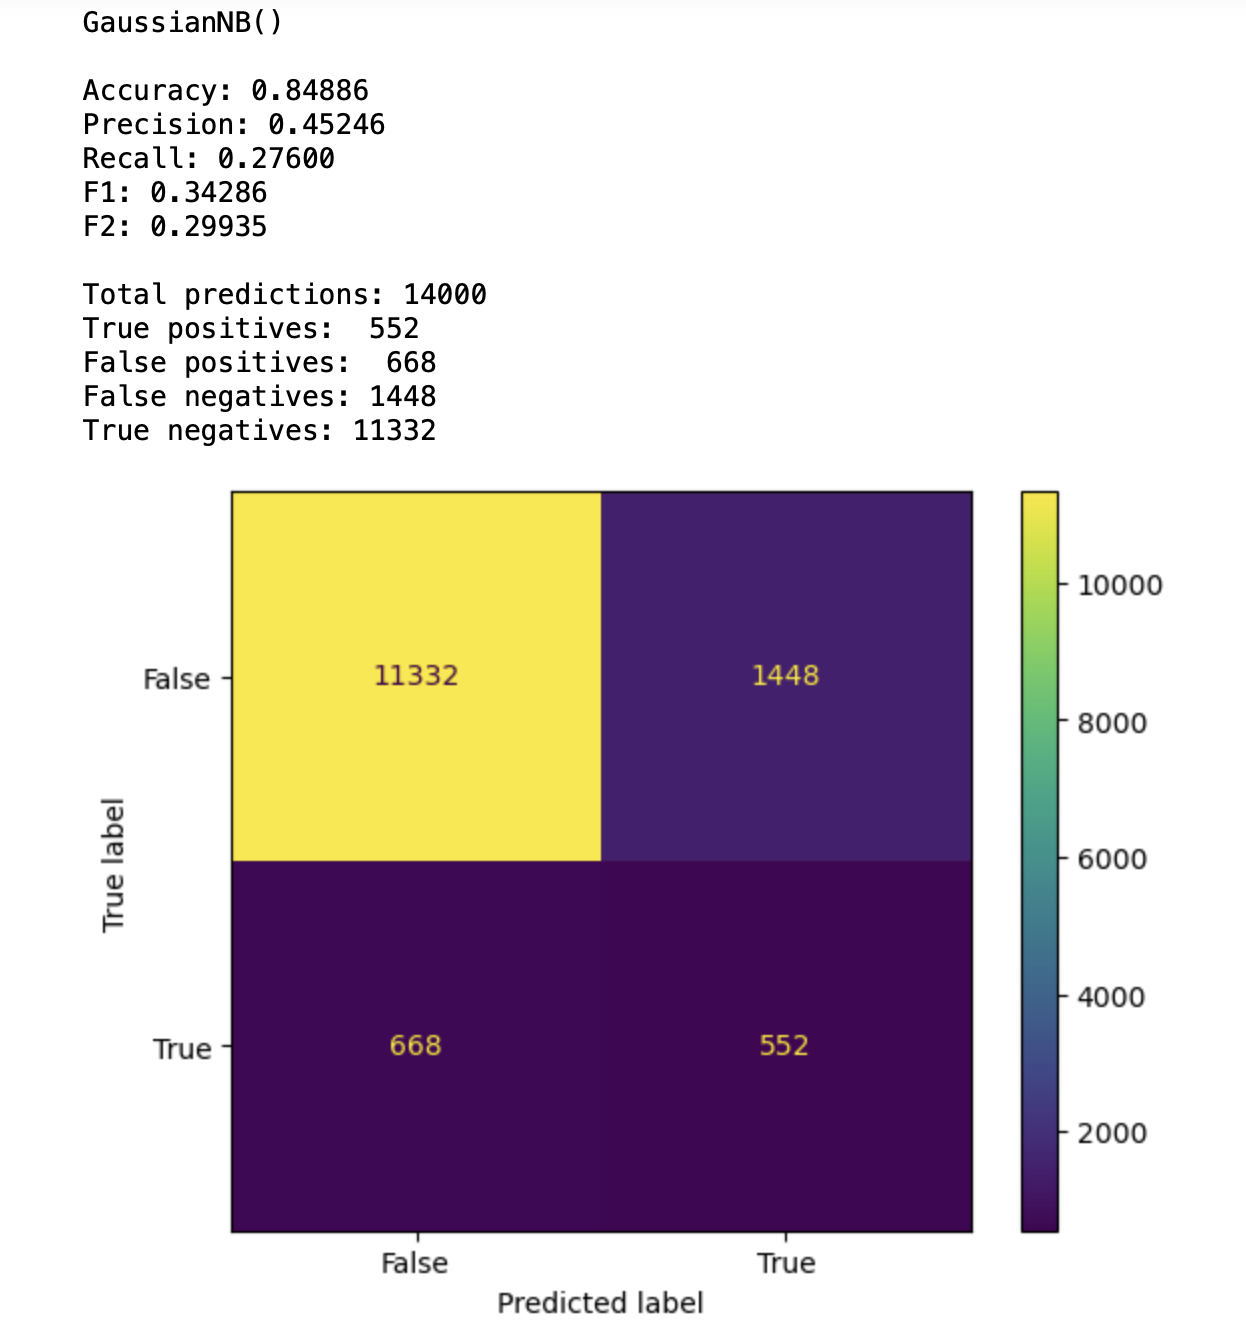 GaussianNB()
Accuracy: 0.84886
Precision: 0.45246
Recall: 0.27600
F1: 0.34286
F2: 0.29935
Total predictions: 14000
True positives:  552
False positives:  668
False negatives: 1448
True negatives: 11332
10000
False
11332
1448
8000
6000
True label
4000
True
668
552
2000
False
True
Predicted label